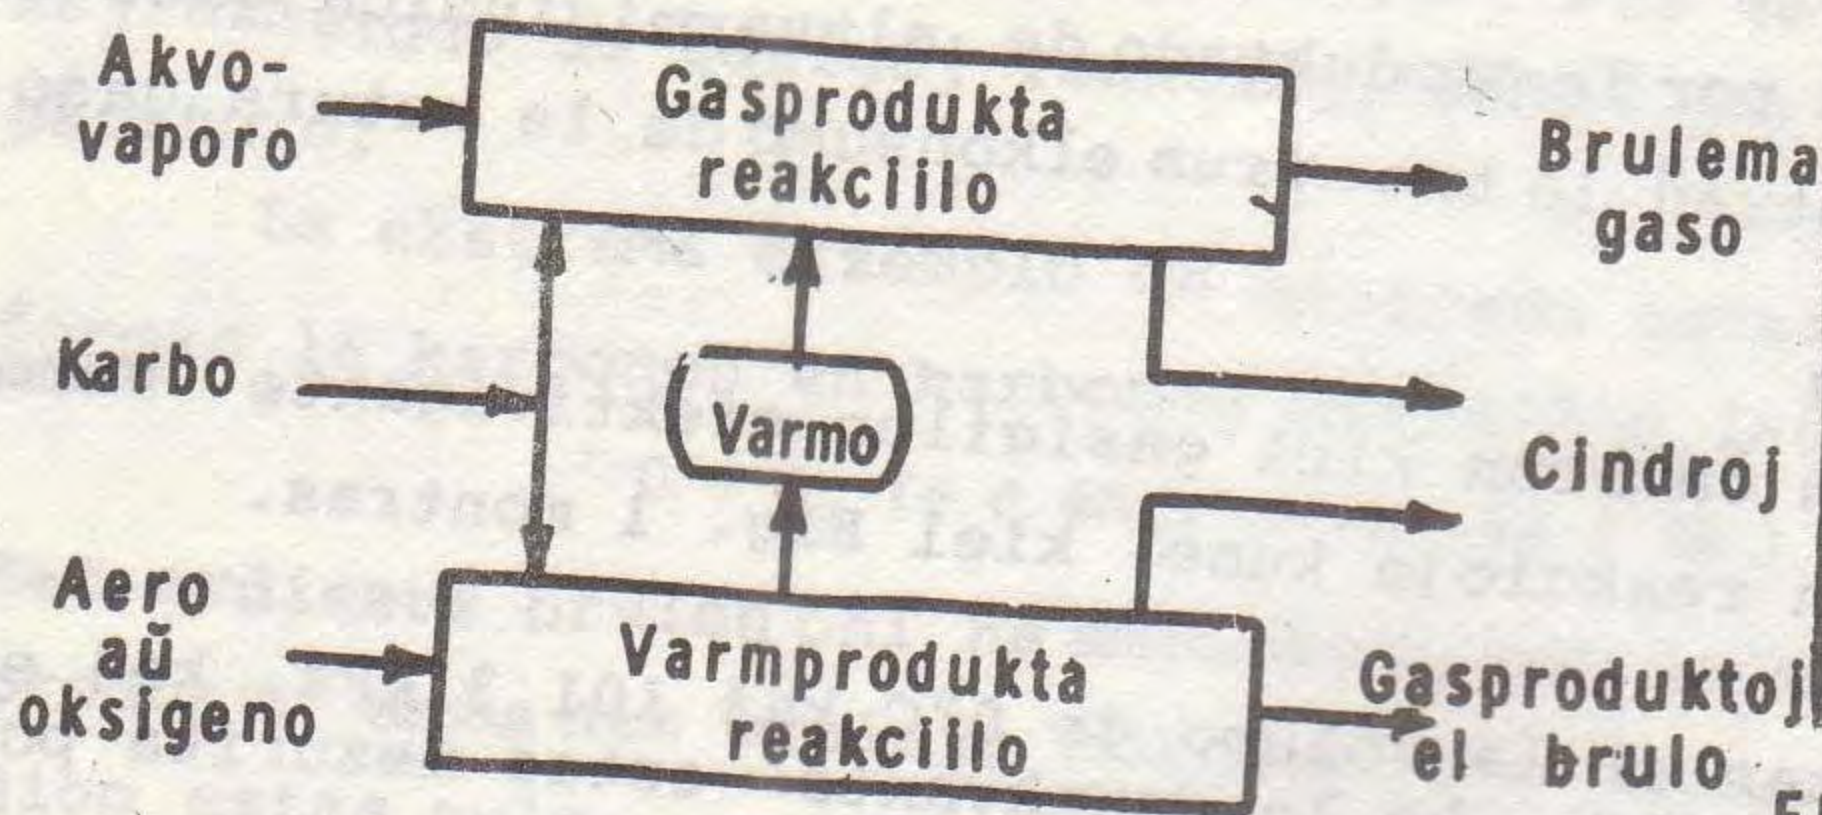 Akvo-
vaporo
Gasprodukta
reakciilo
Brulema
gaso
Karbo
Varmo
Cindroj
Aero
aŭ
oksigeno
Varmprodukta
reakciilo
Gasproduktoj
el brulo